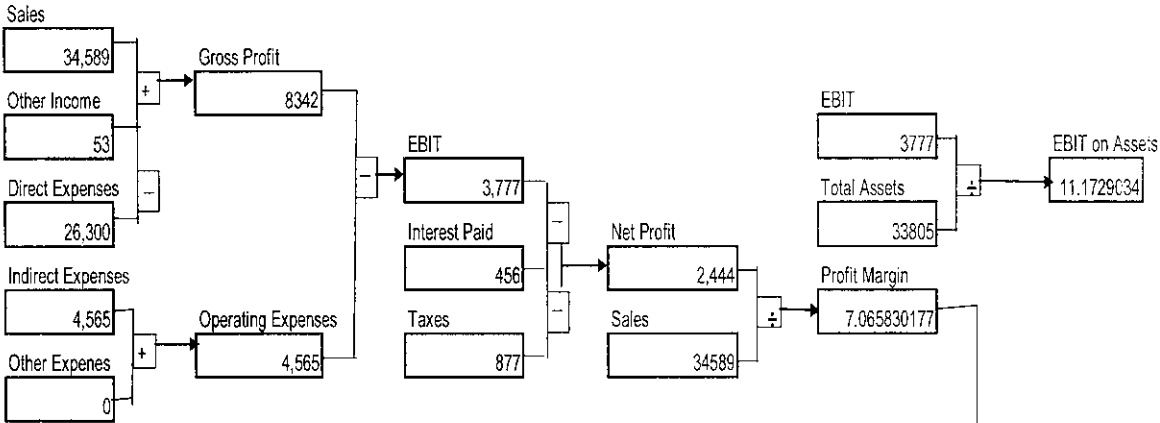 Sales
34,589
+
Gross Profit
8342
Other Income
53
−
Direct Expenses
26,300
Indirect Expenses
4,565
+
Operating Expenses
4,565
Other Expenes
0
−
EBIT
3,777
−
Interest Paid
456
−
Taxes
877
Net Profit
2,444
÷
Sales
34589
EBIT
3777
÷
Total Assets
33805
EBIT on Assets
11.1729034
Profit Margin
7.065830177